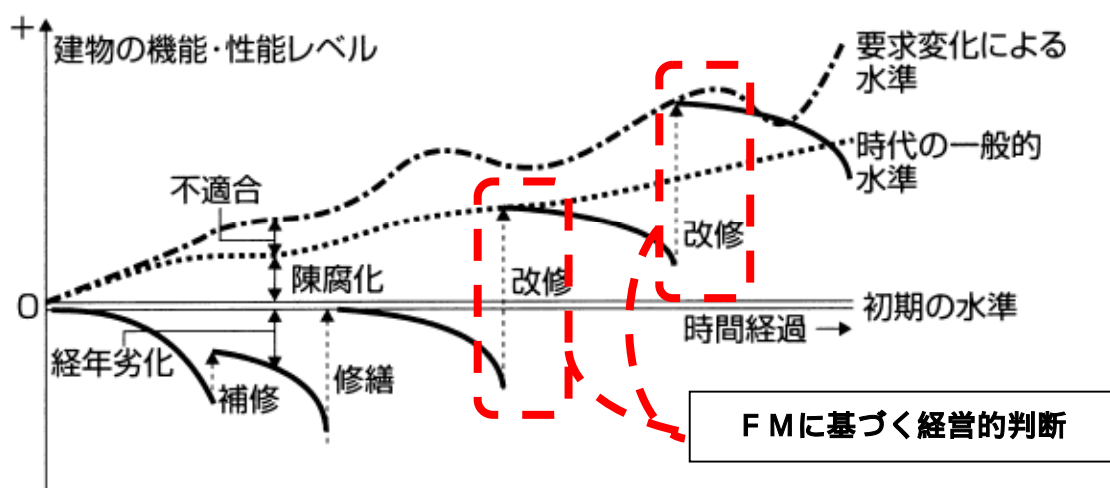 +
建物の機能・性能レベル
要求変化による
水準
時代の一般的
水準
不適合
陳腐化
改修
改修
0
初期の水準
時間経過→
経年劣化
補修
修繕
FMに基づく経営的判断